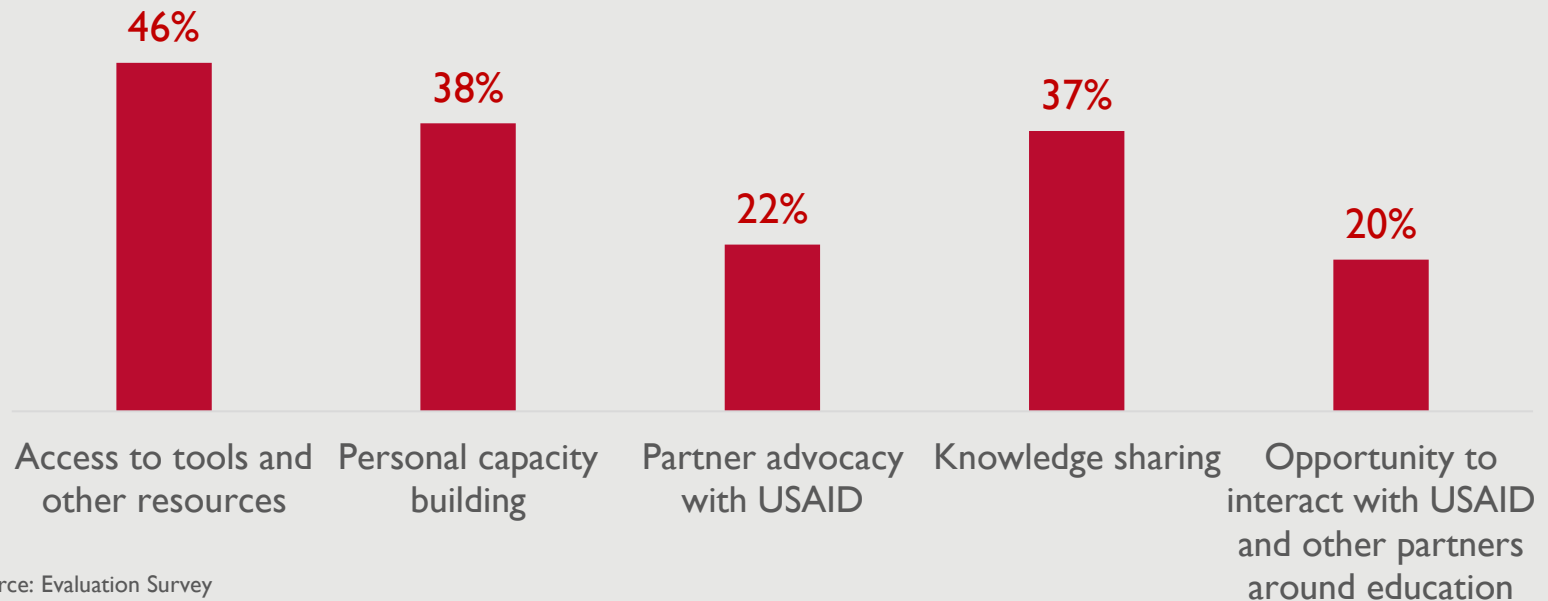 46%
38%
22%
37%
20%
Access to tools and
other resources
Personal capacity
building
Partner advocacy
with USAID
Knowledge sharing
Opportunity to
interact with USAID
and other partners
around education
rce: Evaluation Survey